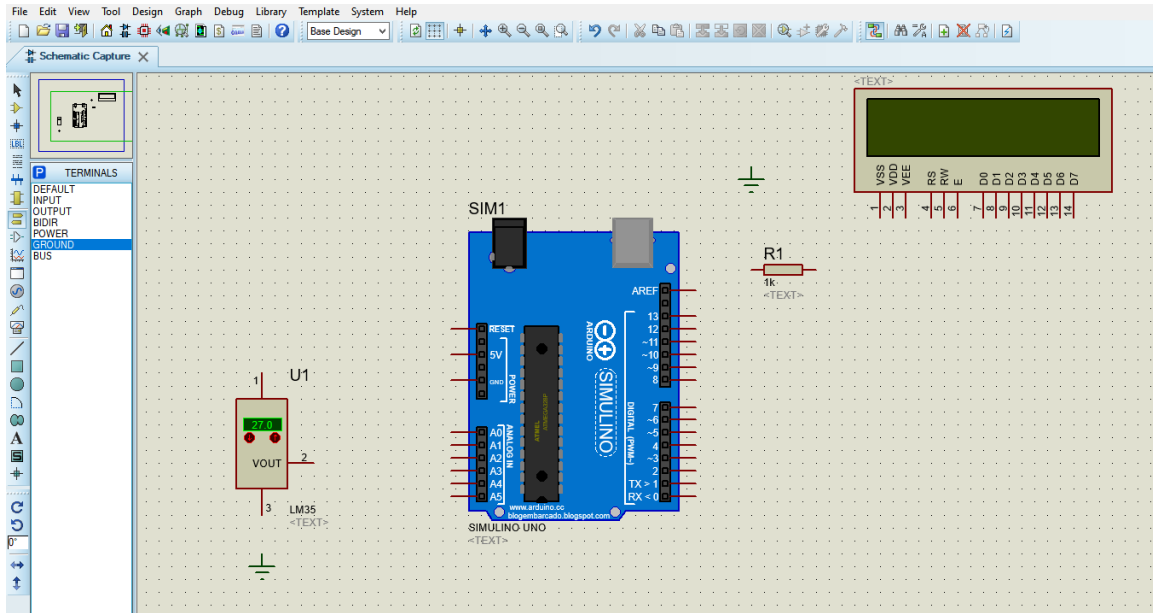 File Edit View Tool Design Graph Debug Library Template System Help
Base Design
Schematic Capture
LBL
P TERMINALS
DEFAULT
INPUT
OUTPUT
BIDIR
POWER
GROUND
BUS
A
S
0°
<TEXT>
VSS VDD VEE RS RW E D0 D1 D2 D3 D4 D5 D6 D7
1 2 3 4 5 6 7 8 9 10 11 12 13 14
SIM1
R1
1k
<TEXT>
AREF
RESET
5V
GND
POWER
13
12
~11
~10
~9
8
ARDUINO
SIMULINO
7
~6
~5
4
~3
2
TX > 1
RX < 0
DIGITAL (PWM~)
A0
A1
A2
A3
A4
A5
ANALOG IN
ATMEL
www.arduino.cc
blogembarcado.blogspot.com
SIMULINO UNO
<TEXT>
1
U1
27.0
VOUT
2
3
LM35
<TEXT>